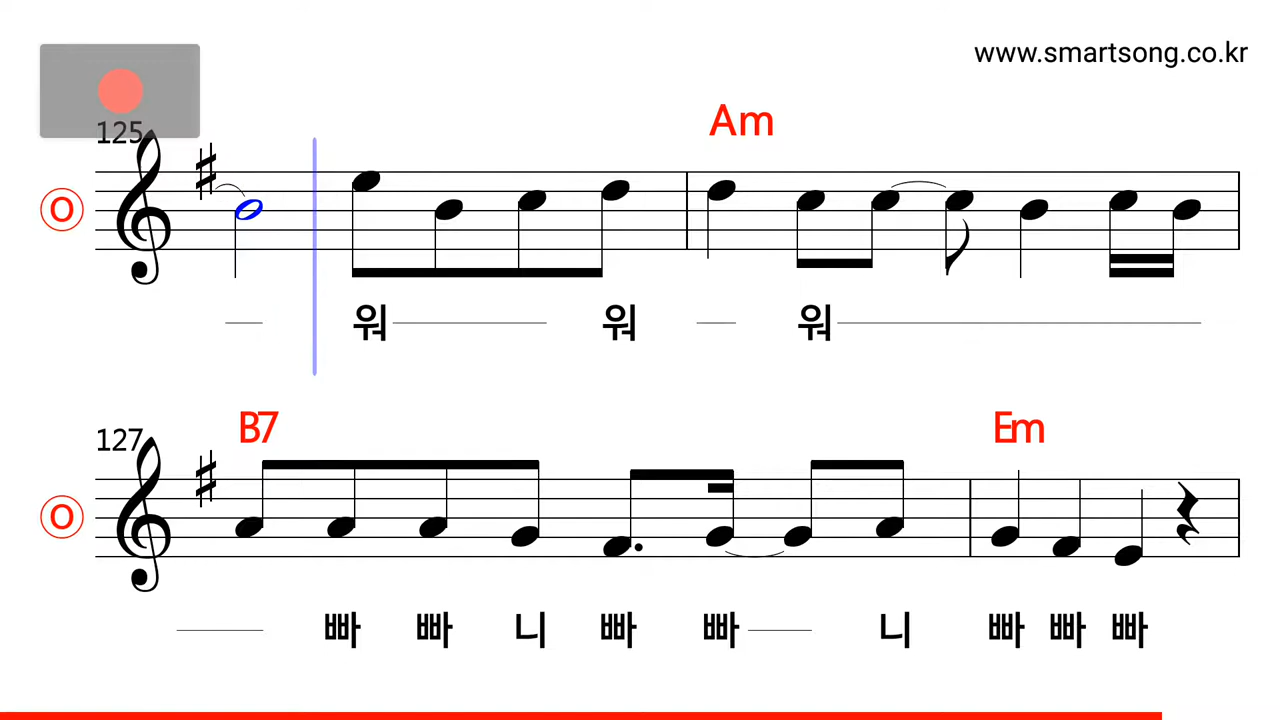 www.smartsong.co.kr
125
Am
O
워 워 워
127
B7 Em
O
빠 빠 니 빠 빠 니 빠 빠 빠